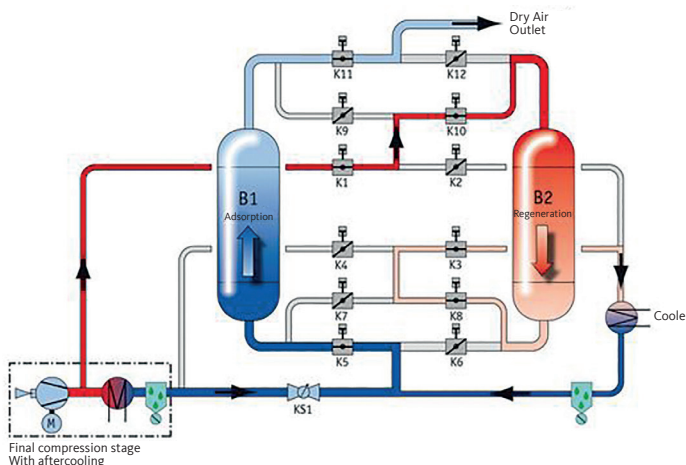 Dry Air
Outlet
K11
K12
K9
K10
K1
K2
B1
Adsorption
B2
Regeneration
K4
K3
K7
K8
Coole
K5
K6
KS1
M
Final compression stage
With aftercooling